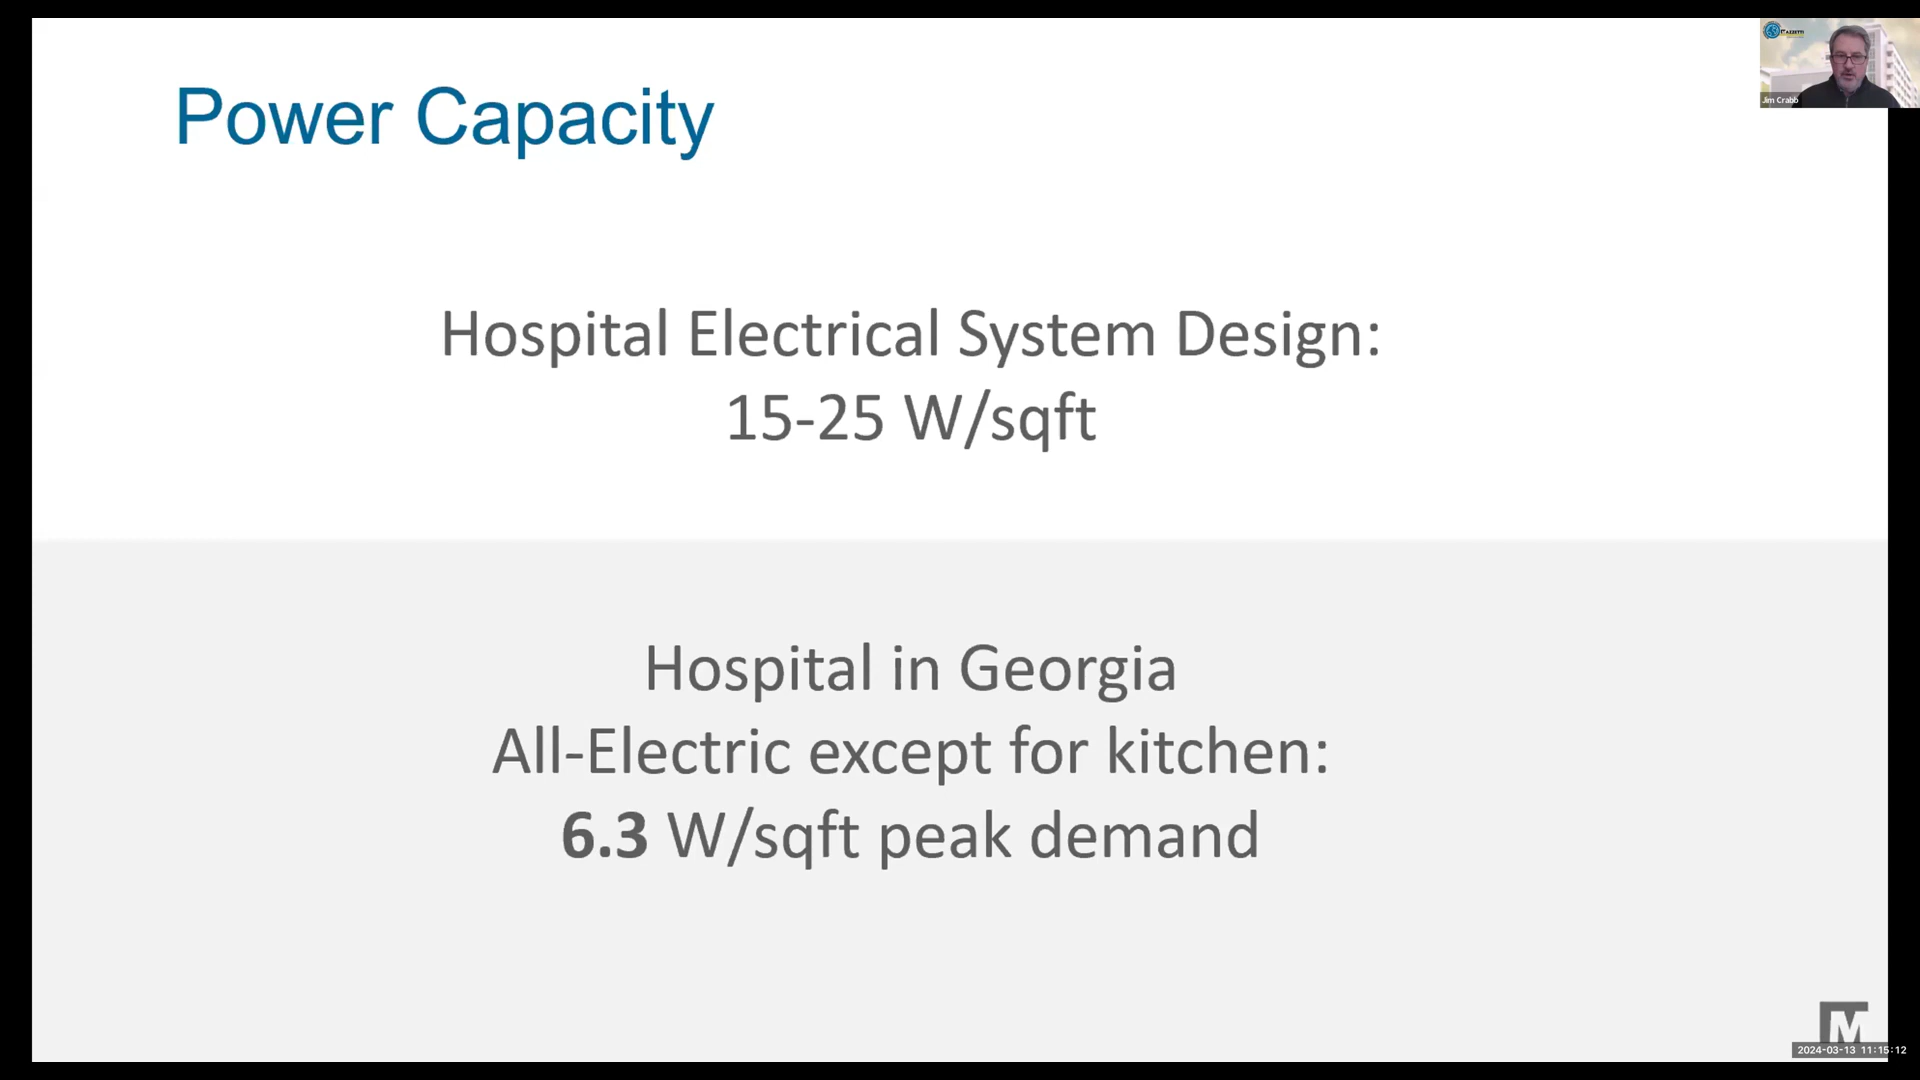 Power Capacity
MAZZETTI
Jim Crabb
Hospital Electrical System Design:
15-25 W/sqft
Hospital in Georgia
All-Electric except for kitchen:
6.3 W/sqft peak demand
M
2024-03-13 11:15:12